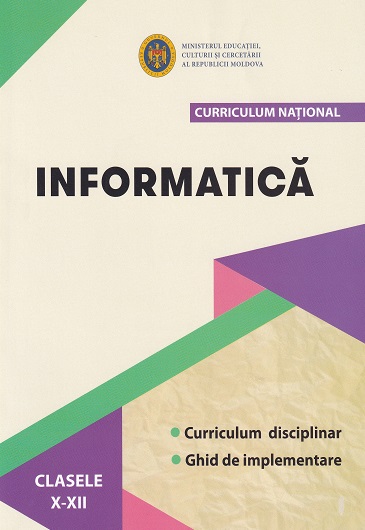 MINISTERUL EDUCAȚIEI,
CULTURII ȘI CERCETĂRII
AL REPUBLICII MOLDOVA
CURRICULUM NAȚIONAL
INFORMATICĂ
Curriculum disciplinar
Ghid de implementare
CLASELE
X-XII